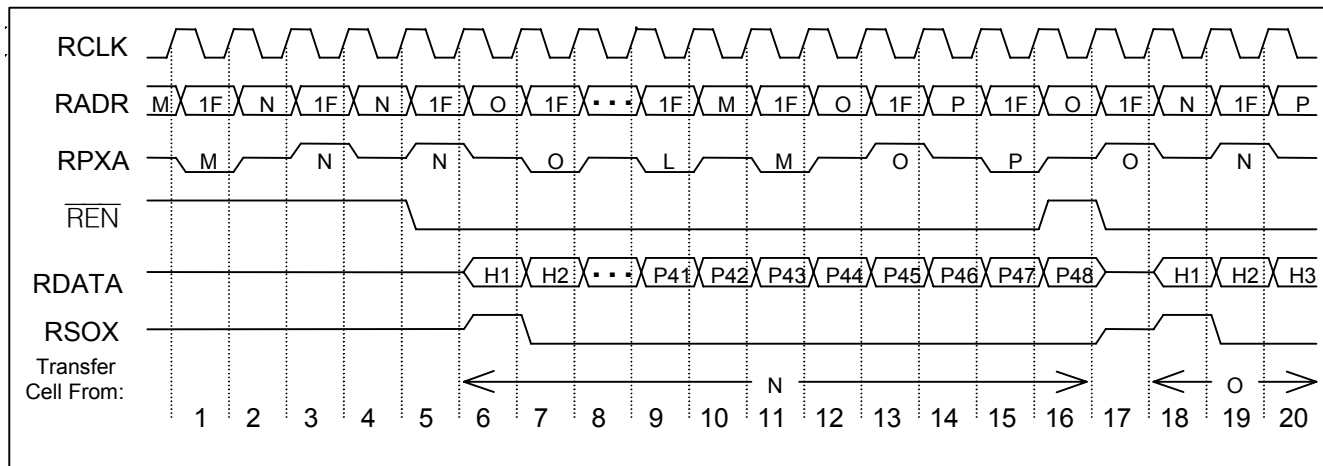 RCLK
RADR M 1F N 1F N 1F O 1F ··· 1F M 1F O 1F P 1F O 1F N 1F P
RPXA M N N O L M O P O N
REN
RDATA H1 H2 ··· P41 P42 P43 P44 P45 P46 P47 P48 H1 H2 H3
RSOX
Transfer
Cell From: N O
1 2 3 4 5 6 7 8 9 10 11 12 13 14 15 16 17 18 19 20